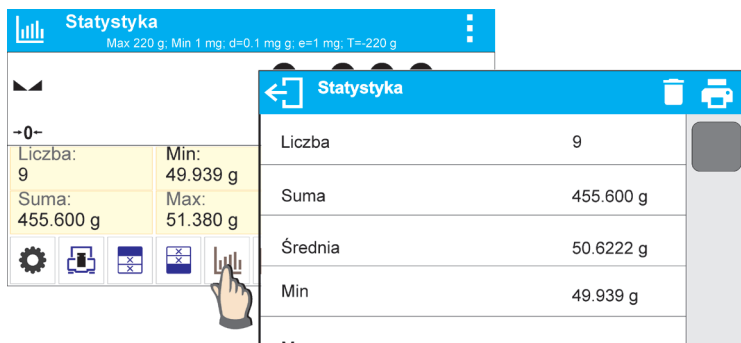 Statystyka
Max 220 g; Min 1 mg; d=0.1 mg g; e=1 mg; T=-220 g
→0←
Liczba:
9
Min:
49.939 g
Suma:
455.600 g
Max:
51.380 g
Statystyka
Liczba 9
Suma 455.600 g
Średnia 50.6222 g
Min 49.939 g